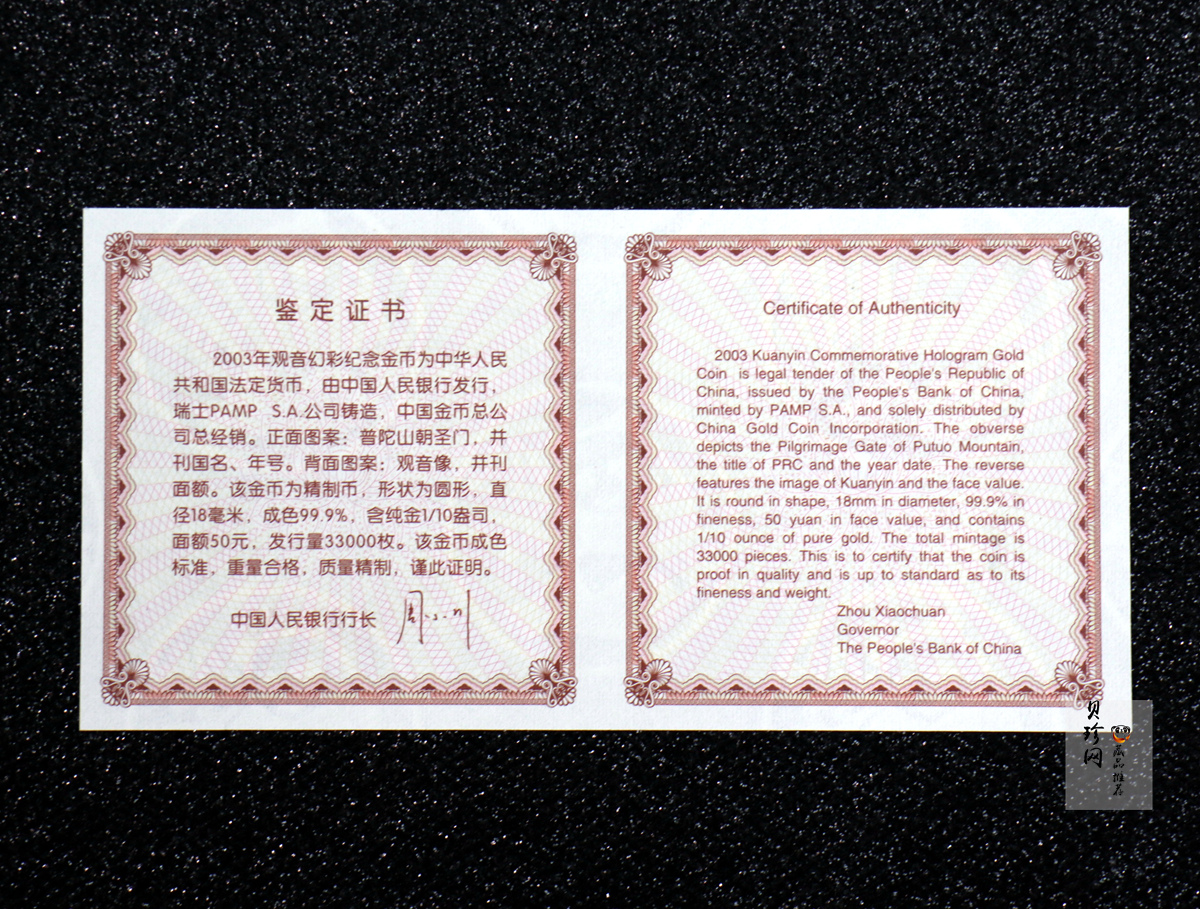 鉴定证书
2003年观音幻彩纪念金币为中华人民
共和国法定货币，由中国人民银行发行，
瑞士PAMP S.A.公司铸造，中国金币总公
司总经销。正面图案：普陀山朝圣门，并
刊国名、年号。背面图案：观音像，并刊
面额。该金币为精制币，形状为圆形，直
径18毫米，成色99.9%，含纯金1/10盎司，
面额50元，发行量33000枚。该金币成色
标准，重量合格，质量精制，谨此证明。
中国人民银行行长
Certificate of Authenticity
2003 Kuanyin Commemorative Hologram Gold
Coin is legal tender of the People's Republic of
China, issued by the People's Bank of China,
minted by PAMP S.A., and solely distributed by
China Gold Coin Incorporation. The obverse
depicts the Pilgrimage Gate of Putuo Mountain,
the title of PRC and the year date. The reverse
features the image of Kuanyin and the face value.
It is round in shape, 18mm in diameter, 99.9% in
fineness, 50 yuan in face value, and contains
1/10 ounce of pure gold. The total mintage is
33000 pieces. This is to certify that the coin is
proof in quality and is up to standard as to its
fineness and weight.
Zhou Xiaochuan
Governor
The People's Bank of China
贝珍网